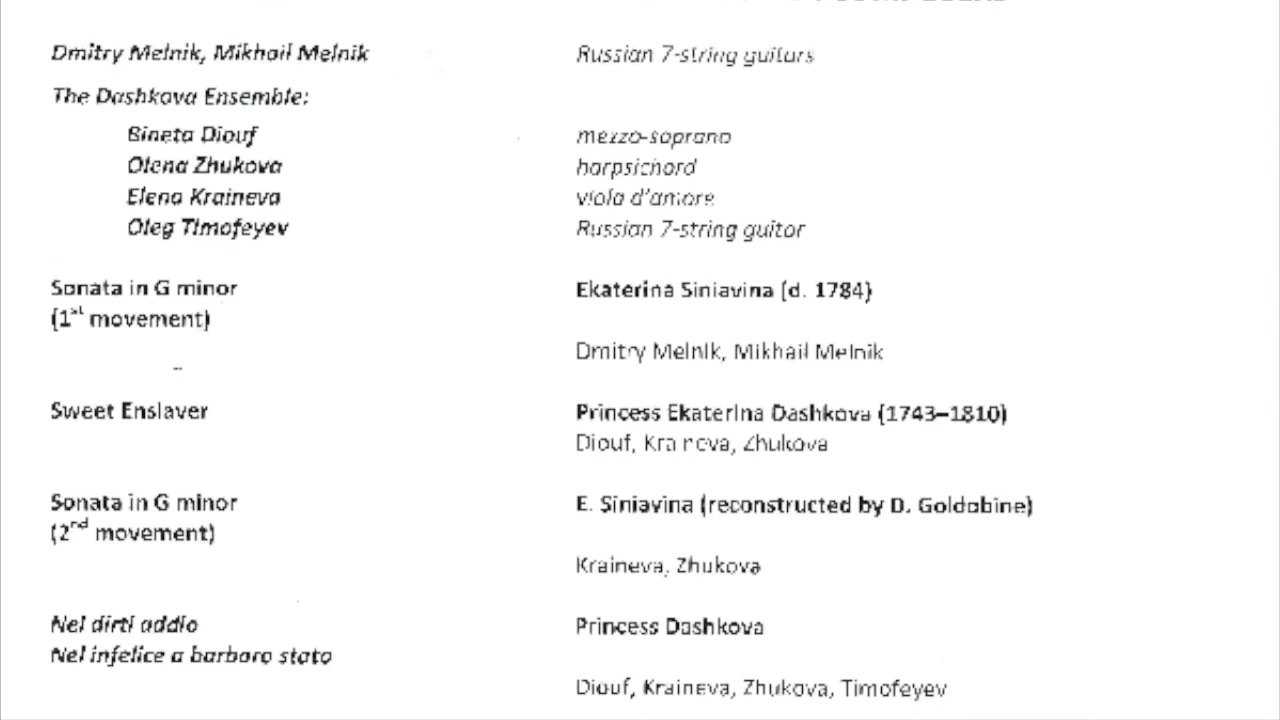 Dmitry Melnik, Mikhail Melnik Russian 7-string guitars
The Dashkova Ensemble:
Bineta Diouf mezzo-soprano
Olena Zhukova harpsichord
Elena Kraineva viola d'amore
Oleg Timofeyev Russian 7-string guitor
Sonata in G minor Ekaterina Siniavina (d. 1784)
(1st movement)
Dmitry Melnik, Mikhail Melnik
Sweet Enslaver Princess Ekaterina Dashkova (1743–1810)
Diouf, Kraineva, Zhukova
Sonata in G minor E. Siniavina (reconstructed by D. Goldobine)
(2nd movement)
Kraineva, Zhukova
Nel dirti addio Princess Dashkova
Nel infelice a barbaro stato
Diouf, Kraineva, Zhukova, Timofeyev